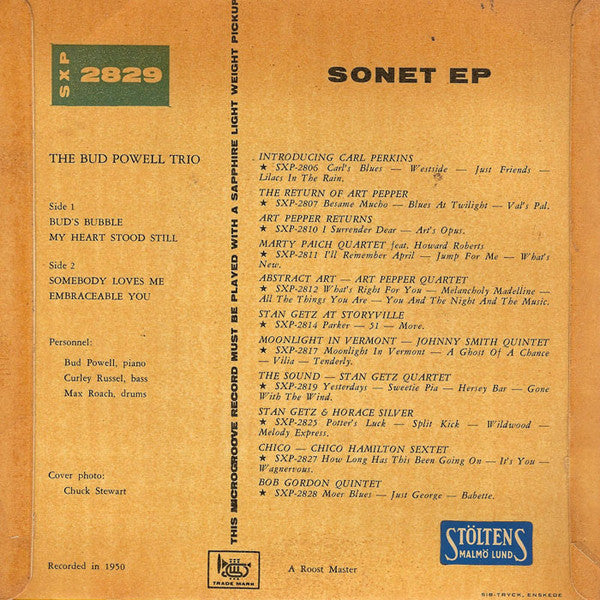 SXP 2829
THE BUD POWELL TRIO
Side 1
BUD'S BUBBLE
MY HEART STOOD STILL
Side 2
SOMEBODY LOVES ME
EMBRACEABLE YOU
Personnel:
Bud Powell, piano
Curley Russel, bass
Max Roach, drums
Cover photo:
Chuck Stewart
Recorded in 1950
THIS MICROGROOVE RECORD MUST BE PLAYED WITH A SAPPHIRE LIGHT WEIGHT PICKUP
TRADE MARK
SONET EP
INTRODUCING CARL PERKINS
★ SXP-2806 Carl's Blues — Westside — Just Friends —
Lilacs In The Rain.
THE RETURN OF ART PEPPER
★ SXP-2807 Besame Mucho — Blues At Twilight — Val's Pal.
ART PEPPER RETURNS
★ SXP-2810 I Surrender Dear — Art's Opus.
MARTY PAICH QUARTET feat. Howard Roberts
★ SXP-2811 I'll Remember April — Jump For Me — What's
New.
ABSTRACT ART — ART PEPPER QUARTET
★ SXP-2812 What's Right For You — Melancholy Madelline —
All The Things You Are — You And The Night And The Music.
STAN GETZ AT STORYVILLE
★ SXP-2814 Parker — 51 — Move.
MOONLIGHT IN VERMONT — JOHNNY SMITH QUINTET
★ SXP-2817 Moonlight In Vermont — A Ghost Of A Chance
— Vilia — Tenderly.
THE SOUND — STAN GETZ QUARTET
★ SXP-2819 Yesterdays — Sweetie Pia — Hersey Bar — Gone
With The Wind.
STAN GETZ & HORACE SILVER
★ SXP-2825 Potter's Luck — Split Kick — Wildwood —
Melody Express.
CHICO — CHICO HAMILTON SEXTET
★ SXP-2827 How Long Has This Been Going On — It's You —
Wagnervous.
BOB GORDON QUINTET
★ SXP-2828 Moer Blues — Just George — Babette.
A Roost Master
STÖLTENS
MALMÖ LUND
SIB-TRYCK, ENSKEDE